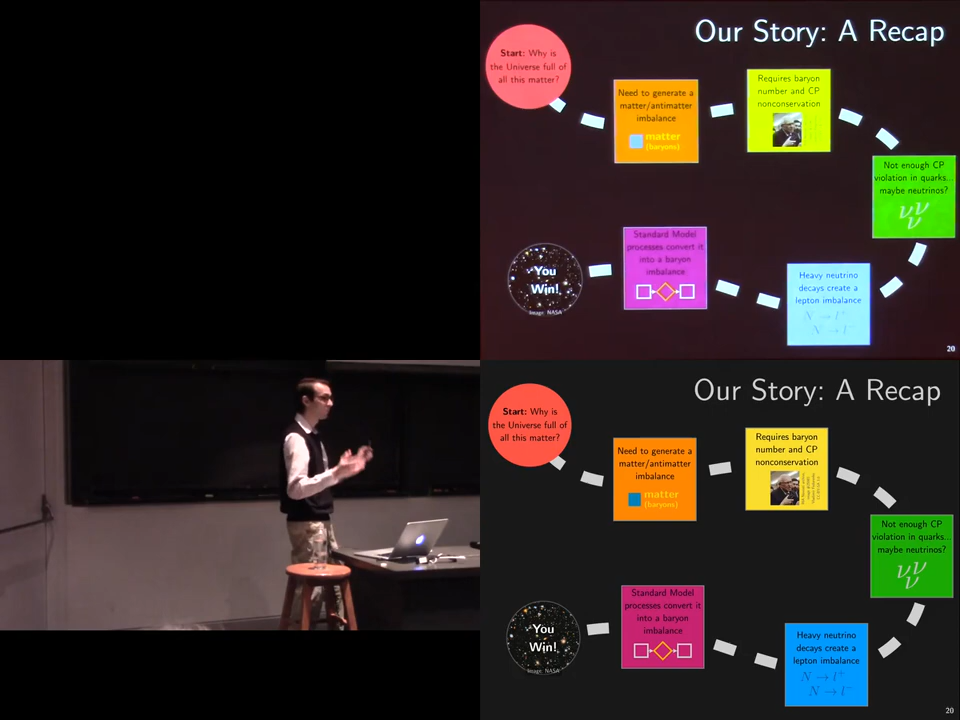 Our Story: A Recap
Start: Why is
the Universe full of
all this matter?
Need to generate a
matter/antimatter
imbalance
matter
(baryons)
Requires baryon
number and CP
nonconservation
Not enough CP
violation in quarks...
maybe neutrinos?
νν
ν
Heavy neutrino
decays create a
lepton imbalance
N → l⁺
N → l⁻
Standard Model
processes convert it
into a baryon
imbalance
You
Win!
Image: NASA
20
Our Story: A Recap
Start: Why is
the Universe full of
all this matter?
Need to generate a
matter/antimatter
imbalance
matter
(baryons)
Requires baryon
number and CP
nonconservation
Not enough CP
violation in quarks...
maybe neutrinos?
νν
ν
Heavy neutrino
decays create a
lepton imbalance
N → l⁺
N → l⁻
Standard Model
processes convert it
into a baryon
imbalance
You
Win!
Image: NASA
20